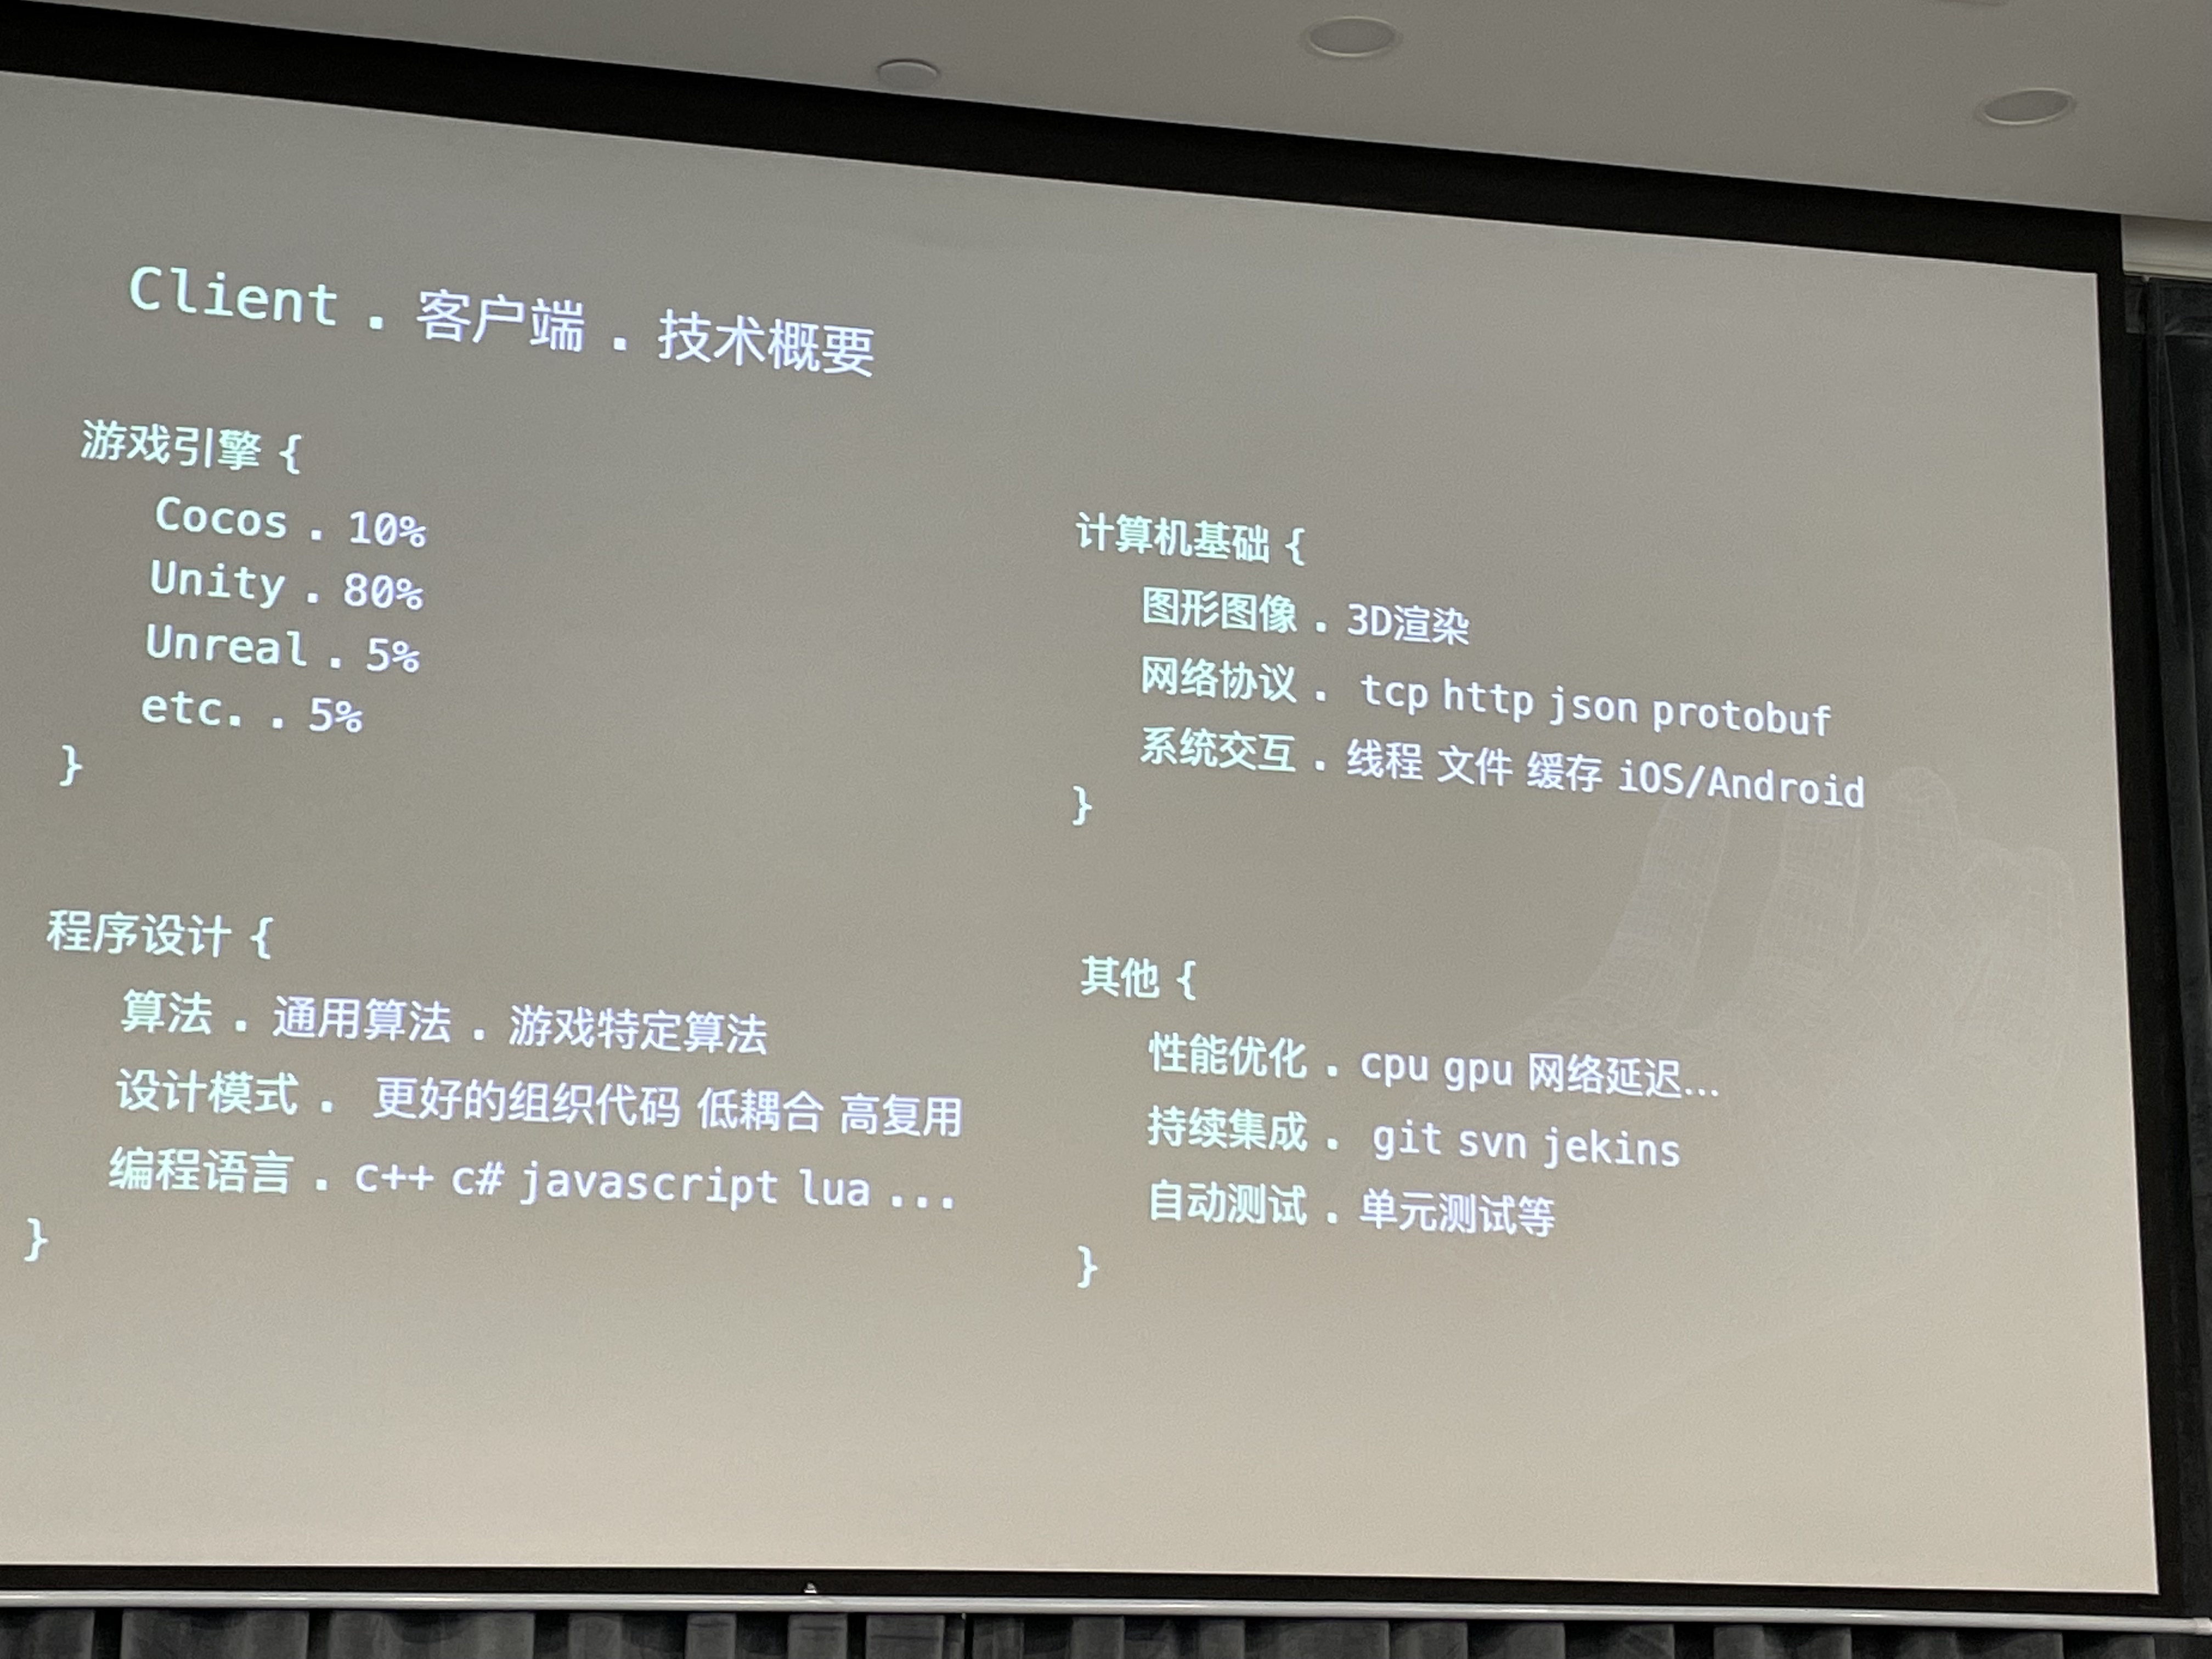 Client . 客户端 . 技术概要
游戏引擎 {
Cocos . 10%
Unity . 80%
Unreal . 5%
etc. . 5%
}
程序设计 {
算法 . 通用算法 . 游戏特定算法
设计模式 . 更好的组织代码 低耦合 高复用
编程语言 . c++ c# javascript lua ...
}
计算机基础 {
图形图像 . 3D渲染
网络协议 . tcp http json protobuf
系统交互 . 线程 文件 缓存 iOS/Android
}
其他 {
性能优化 . cpu gpu 网络延迟...
持续集成 . git svn jekins
自动测试 . 单元测试等
}